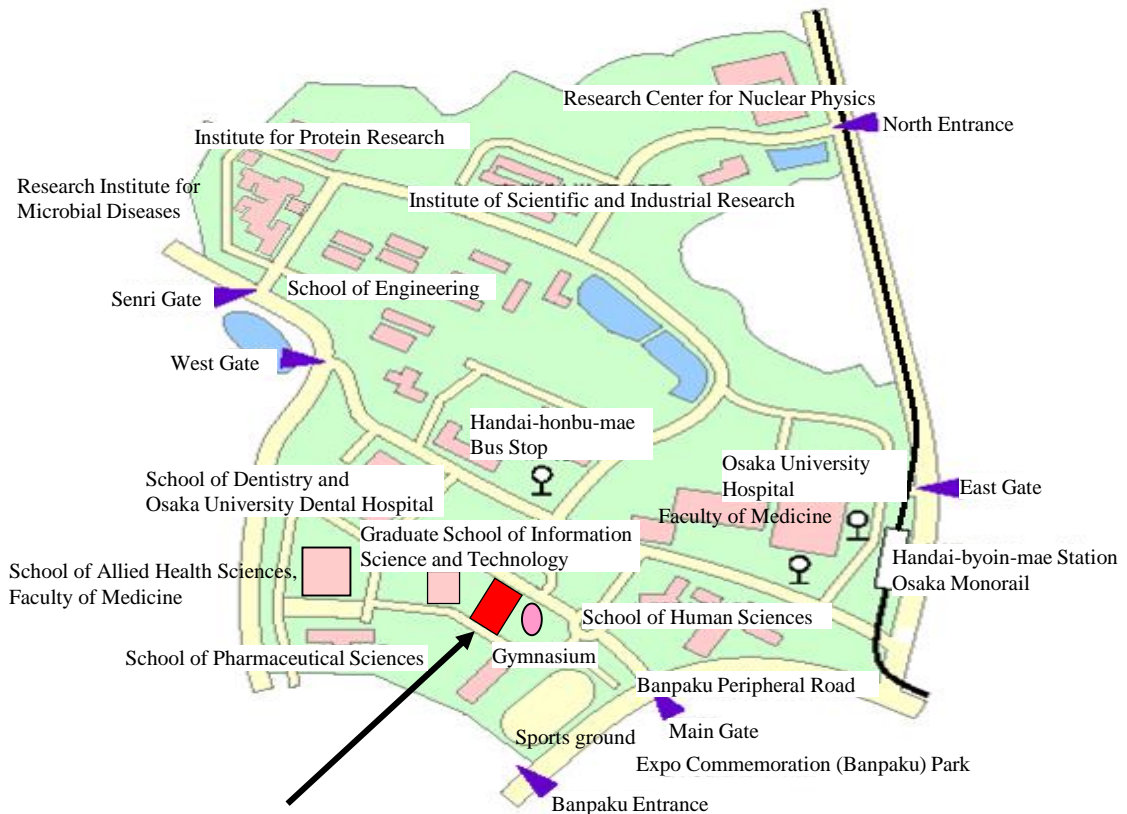 Research Center for Nuclear Physics
North Entrance
Institute for Protein Research
Research Institute for
Microbial Diseases
Institute of Scientific and Industrial Research
School of Engineering
Senri Gate
West Gate
Handai-honbu-mae
Bus Stop
Osaka University
Hospital
School of Dentistry and
Osaka University Dental Hospital
East Gate
Faculty of Medicine
Graduate School of Information
Science and Technology
Handai-byoin-mae Station
Osaka Monorail
School of Allied Health Sciences,
Faculty of Medicine
School of Human Sciences
School of Pharmaceutical Sciences
Gymnasium
Banpaku Peripheral Road
Main Gate
Sports ground
Expo Commemoration (Banpaku) Park
Banpaku Entrance